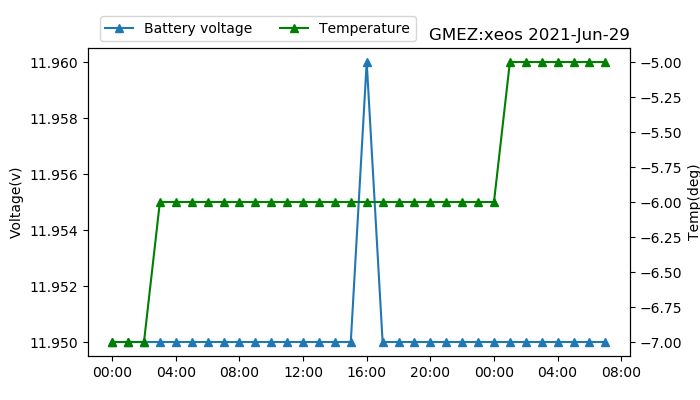 Battery voltage
Temperature
GMEZ:xeos 2021-Jun-29
11.960
11.958
11.956
11.954
11.952
11.950
Voltage(v)
−5.00
−5.25
−5.50
−5.75
−6.00
−6.25
−6.50
−6.75
−7.00
Temp(deg)
00:00 04:00 08:00 12:00 16:00 20:00 00:00 04:00 08:00